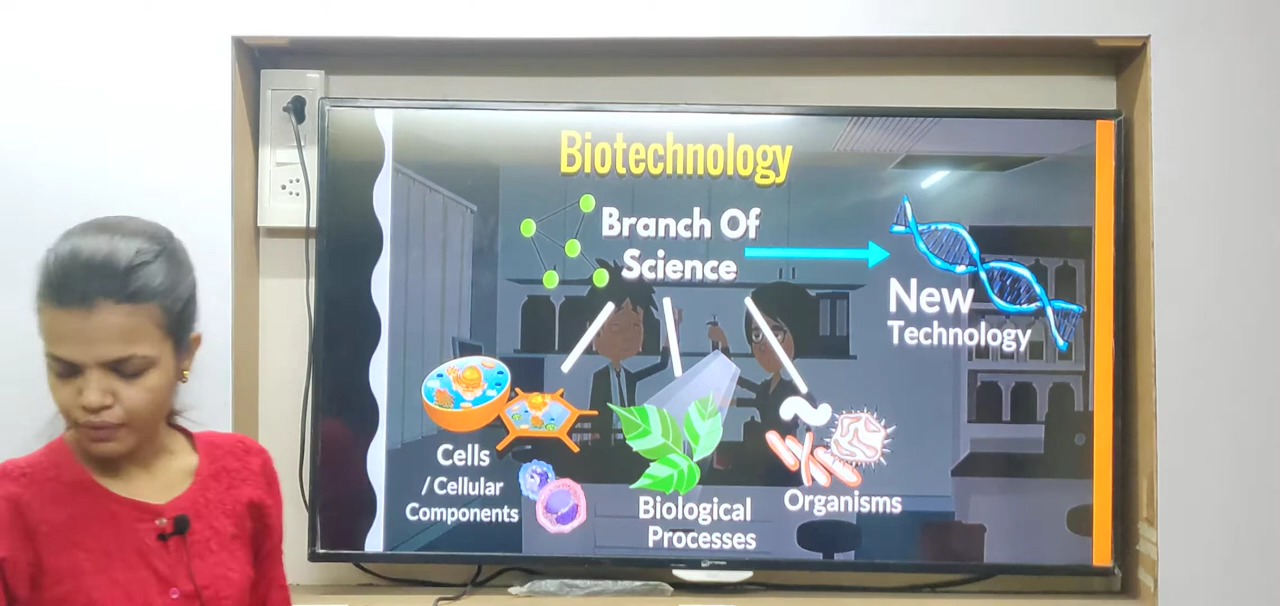 Biotechnology
Branch Of
Science
New
Technology
Cells
/ Cellular
Components
Biological
Processes
Organisms